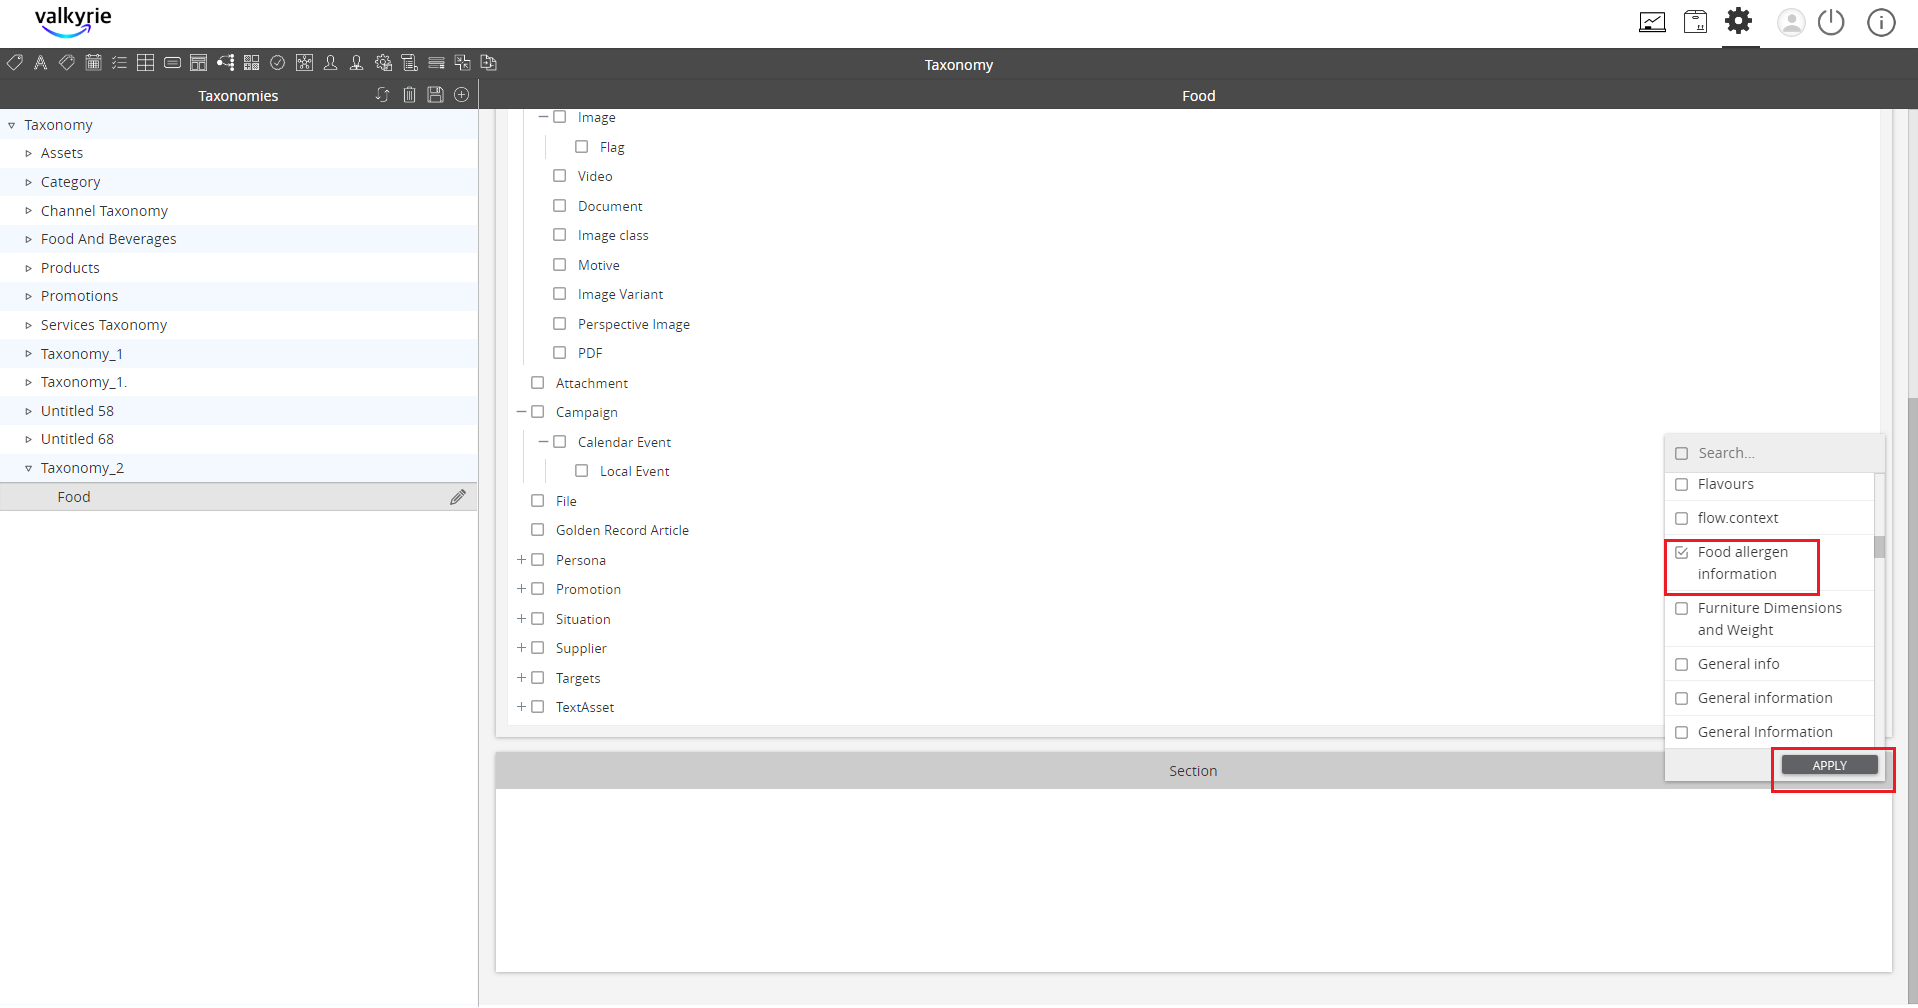 valkyrie
Taxonomy
Taxonomies
Food
Taxonomy
Assets
Category
Channel Taxonomy
Food And Beverages
Products
Promotions
Services Taxonomy
Taxonomy_1
Taxonomy_1.
Untitled 58
Untitled 68
Taxonomy_2
Food
Image
Flag
Video
Document
Image class
Motive
Image Variant
Perspective Image
PDF
Attachment
Campaign
Calendar Event
Local Event
File
Golden Record Article
Persona
Promotion
Situation
Supplier
Targets
TextAsset
Search...
Flavours
flow.context
Food allergen
information
Furniture Dimensions
and Weight
General info
General information
General Information
APPLY
Section